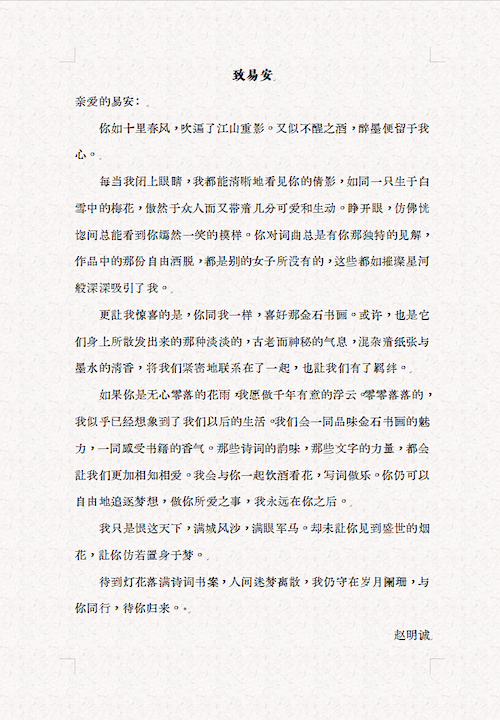 致易安
亲爱的易安：
你如十里春风，吹逼了江山重影。又似不醒之酒，醉墨便留于我
心。
每当我闭上眼睛，我都能清晰地看见你的倩影，如同一只生于白
雪中的梅花，傲然于众人而又带着几分可爱和生动。睁开眼，仿佛恍
惚间总能看到你嫣然一笑的模样。你对词曲总是有你那独特的见解，
作品中的那份自由洒脱，都是别的女子所没有的，这些都如璀璨星河
般深深吸引了我。
更让我惊喜的是，你同我一样，喜好那金石书画。或许，也是它
们身上所散发出来的那种淡淡的，古老而神秘的气息，混杂着纸张与
墨水的清香，将我们紧密地联系在了一起，也让我们有了羁绊。
如果你是无心零落的花雨，我愿做千年有意的浮云。零零落落的，
我似乎已经想象到了我们以后的生活。我们会一同品味金石书画的魅
力，一同感受书籍的香气。那些诗词的韵味，那些文字的力量，都会
让我们更加相知相爱。我会与你一起饮酒看花，写词做乐。你仍可以
自由地追逐梦想，做你所爱之事，我永远在你之后。
我只是恨这天下，满城风沙，满眼军马。却未让你见到盛世的烟
花，让你仿若置身于梦。
待到灯花落满诗词书案，人间迷梦离散，我仍守在岁月阑珊，与
你同行，待你归来。
赵明诚